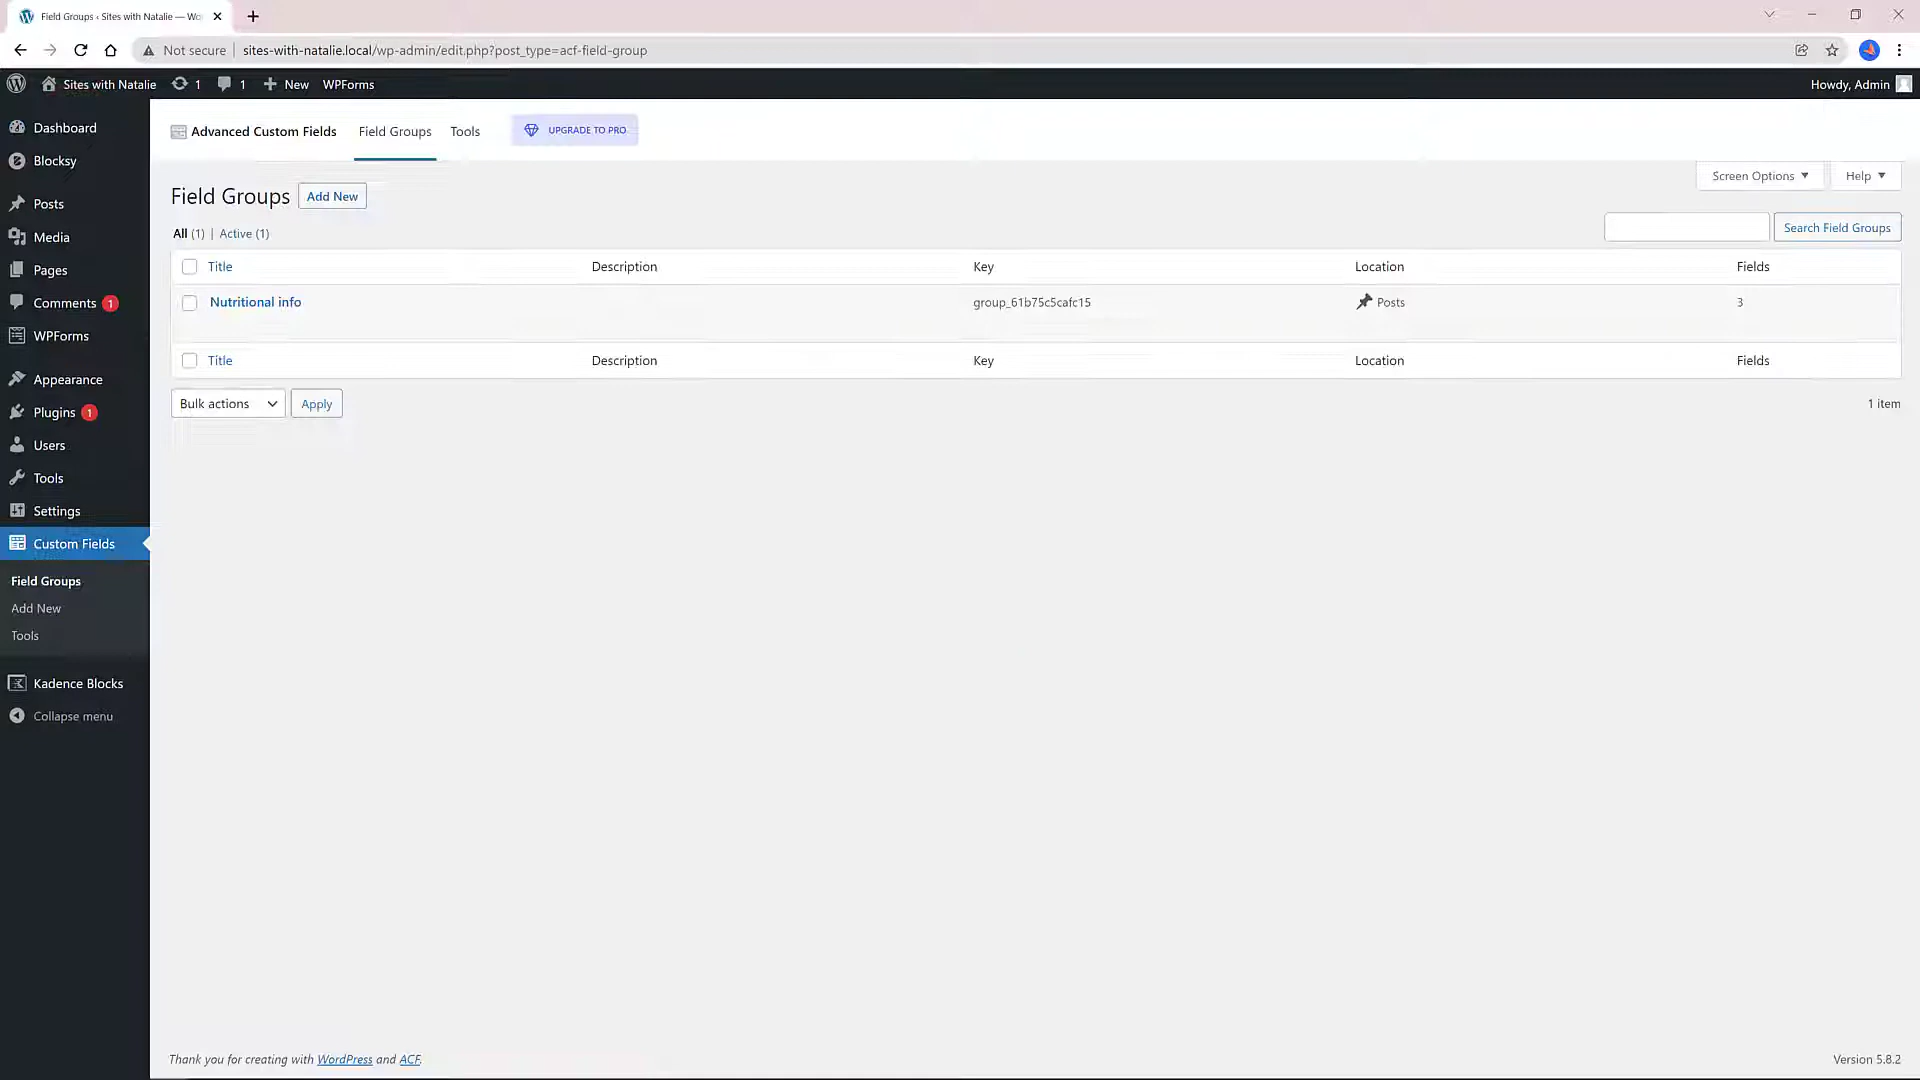 Field Groups ‹ Sites with Natalie — Wo
Not secure
sites-with-natalie.local/wp-admin/edit.php?post_type=acf-field-group
Sites with Natalie
1
1
New
WPForms
Howdy, Admin
Dashboard
Blocksy
Posts
Media
Pages
Comments 1
WPForms
Appearance
Plugins 1
Users
Tools
Settings
Custom Fields
Field Groups
Add New
Tools
Kadence Blocks
Collapse menu
Advanced Custom Fields
Field Groups
Tools
UPGRADE TO PRO
Screen Options
Help
Field Groups
Add New
All (1) | Active (1)
Search Field Groups
Title Description Key Location Fields
Nutritional info group_61b75c5cafc15 Posts 3
Title Description Key Location Fields
Bulk actions
Apply
1 item
Thank you for creating with WordPress and ACF.
Version 5.8.2